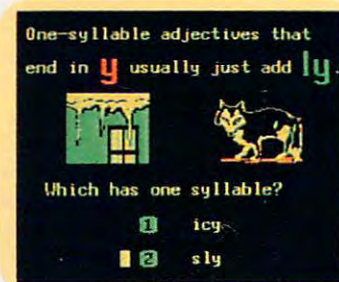 One-syllable adjectives that
end in y usually just add ly.
Which has one syllable?
1 icy
2 sly